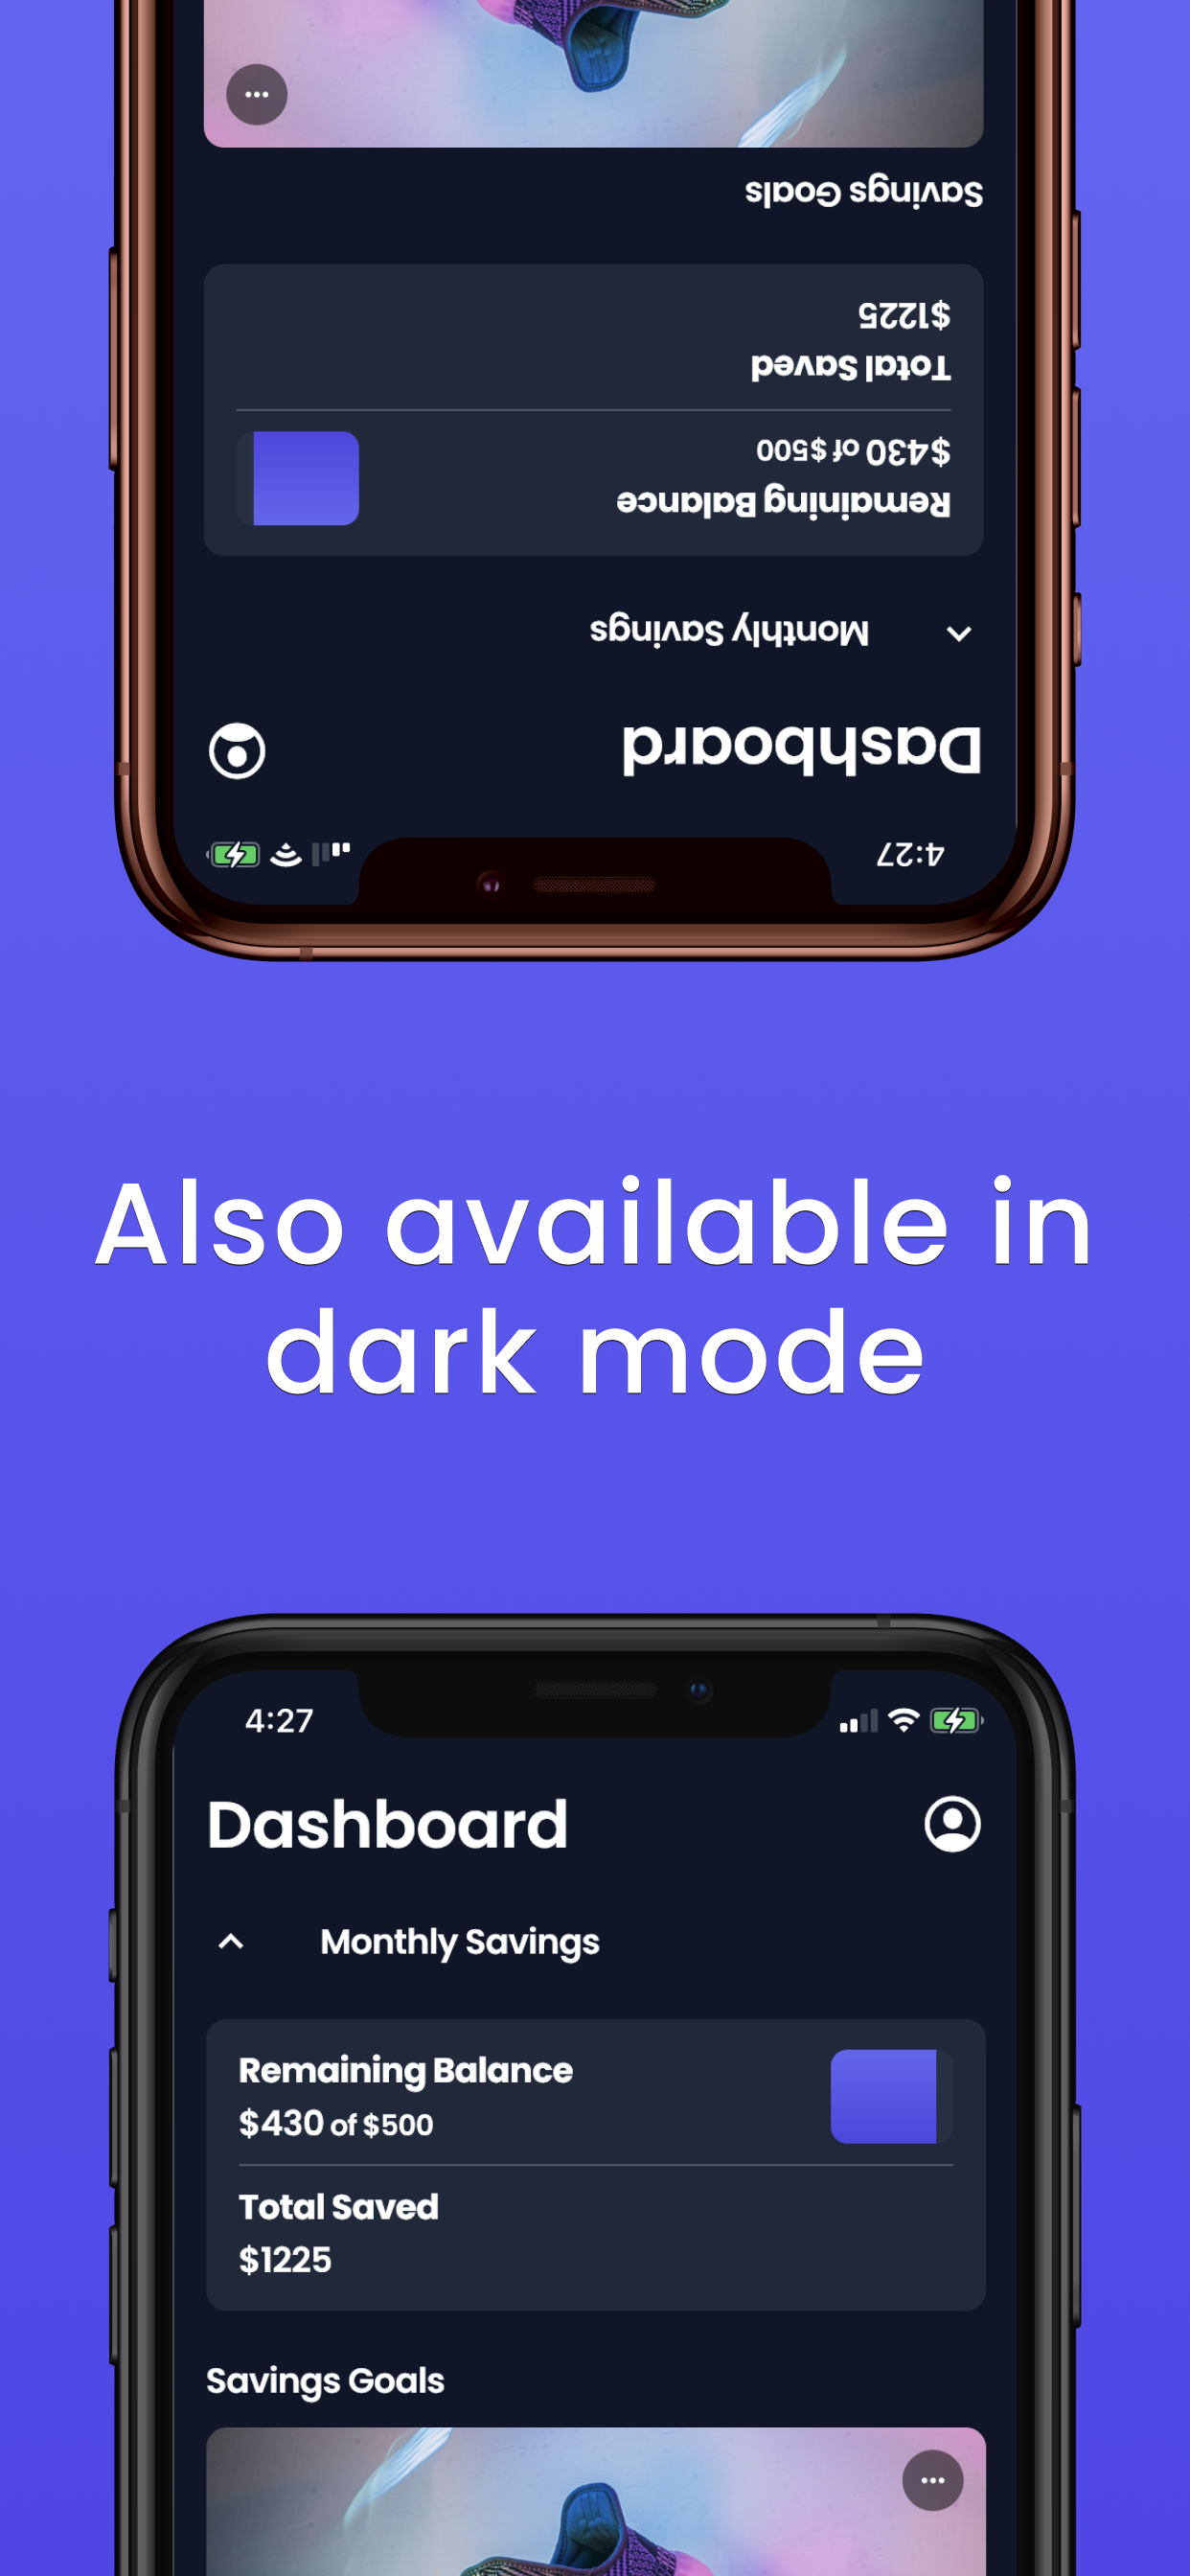 Savings Goals
$1225
Total Saved
$430 of $500
Remaining Balance
Monthly Savings
Dashboard
4:27
Also available in
dark mode
4:27
Dashboard
Monthly Savings
Remaining Balance
$430 of $500
Total Saved
$1225
Savings Goals